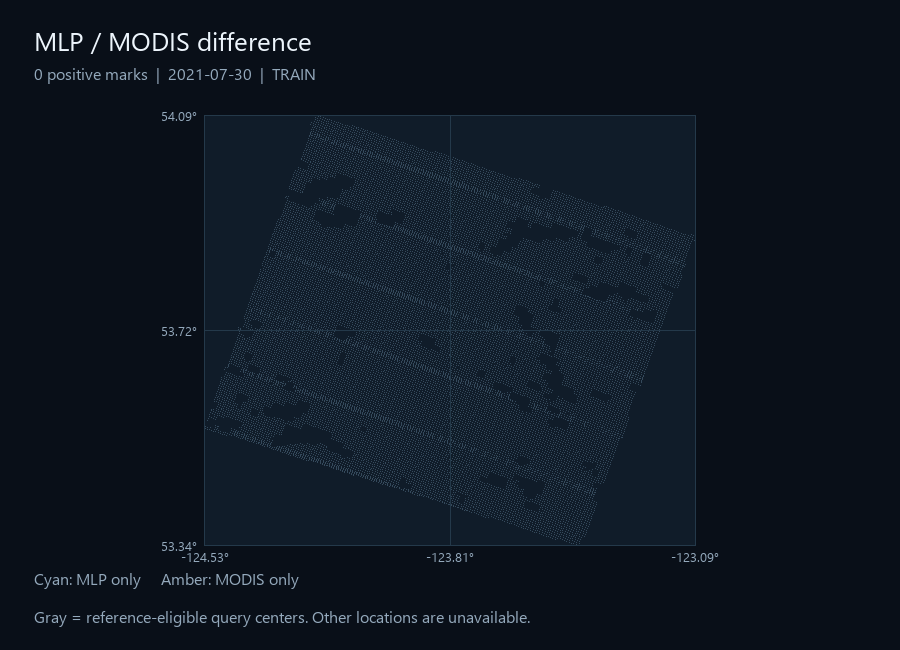 MLP / MODIS difference
0 positive marks | 2021-07-30 | TRAIN
54.09°
53.72°
53.34°
-124.53° -123.81° -123.09°
Cyan: MLP only Amber: MODIS only
Gray = reference-eligible query centers. Other locations are unavailable.